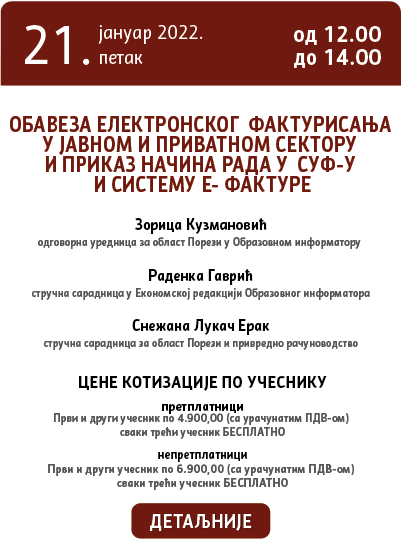 21.
јануар 2022.
петак
од 12.00
до 14.00
ОБАВЕЗА ЕЛЕКТРОНСКОГ ФАКТУРИСАЊА
У ЈАВНОМ И ПРИВАТНОМ СЕКТОРУ
И ПРИКАЗ НАЧИНА РАДА У СУФ-У
И СИСТЕМУ Е- ФАКТУРЕ
Зорица Кузмановић
одговорна уредница за област Порези у Образовном информатору
Раденка Гаврић
стручна сарадница у Економској редакцији Образовног информатора
Снежана Лукач Ерак
стручна сарадница за област Порези и привредно рачуноводство
ЦЕНЕ КОТИЗАЦИЈЕ ПО УЧЕСНИКУ
претплатници
Први и други учесник по 4.900,00 (са урачунатим ПДВ-ом)
сваки трећи учесник БЕСПЛАТНО
непретплатници
Први и други учесник по 6.900,00 (са урачунатим ПДВ-ом)
сваки трећи учесник БЕСПЛАТНО
ДЕТАЉНИЈЕ